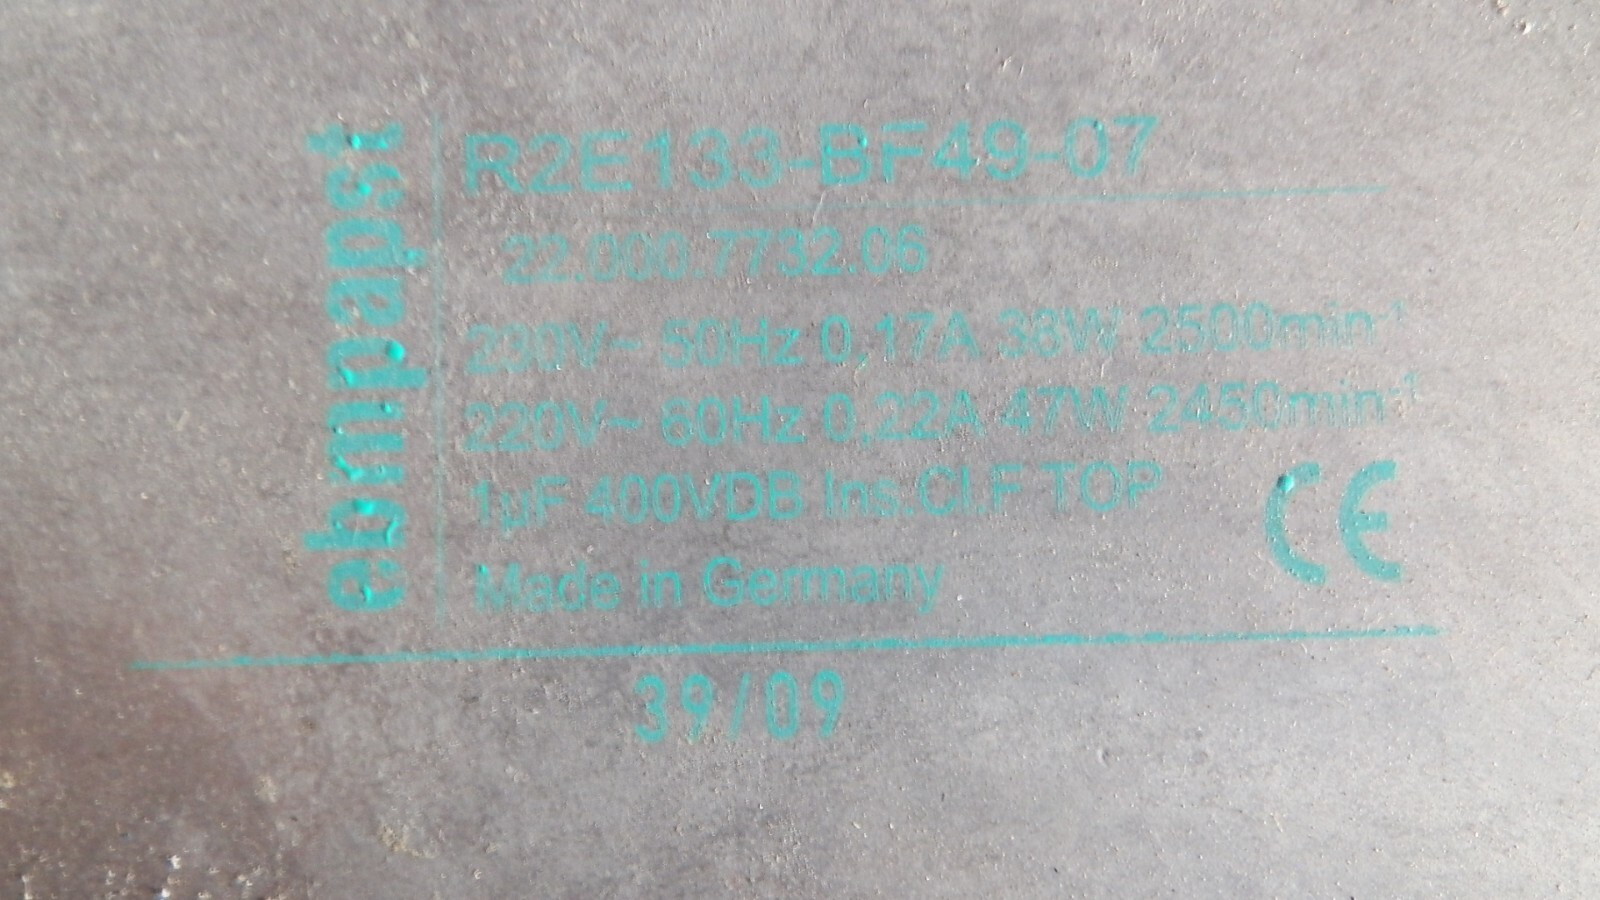 ebmpapst
R2E133-BF49-07
22.000.7732.06
230V~ 50Hz 0,17A 38W 2500min⁻¹
220V~ 60Hz 0,22A 47W 2450min⁻¹
1µF 400VDB Ins.Cl.F TOP
CE
Made in Germany
39/09